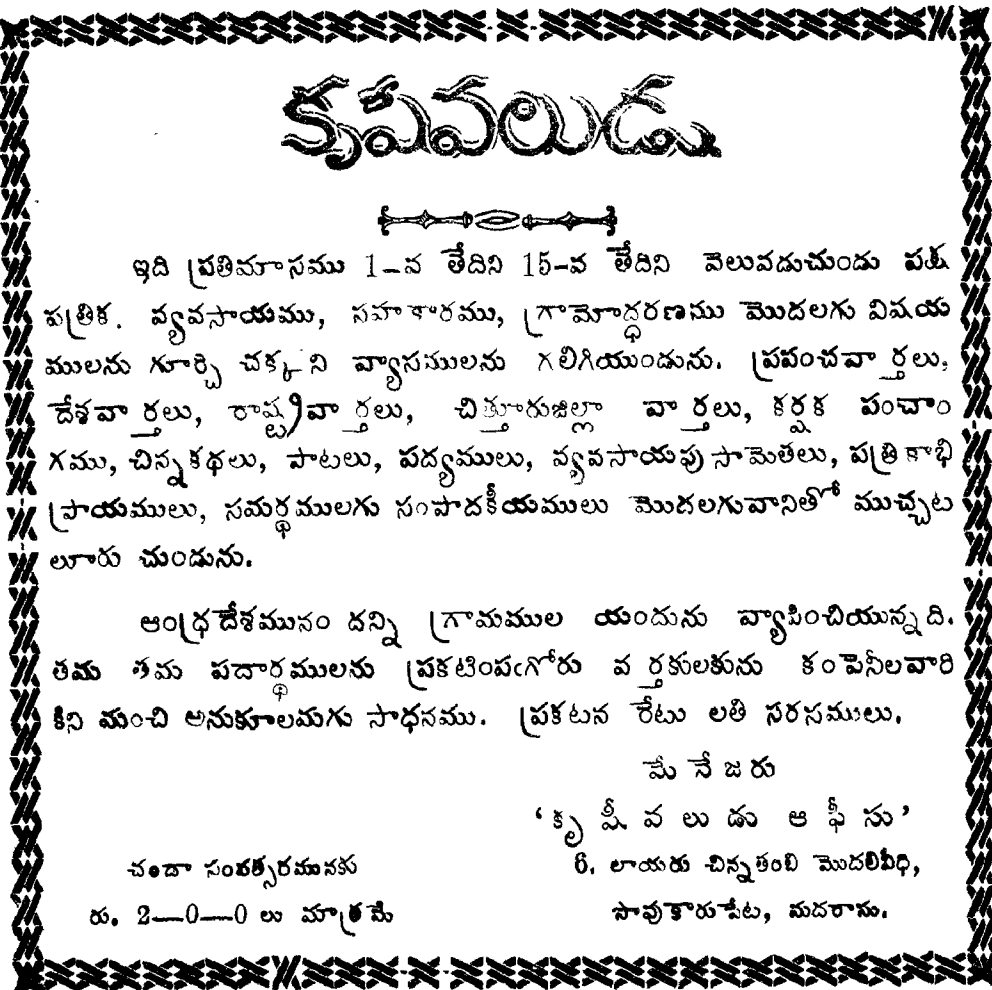 కృషీవలుడు
ఇది ప్రతిమాసము 1-వ తేదిని 15-వ తేదిని వెలువడుచుండు పక్ష
పత్రిక. వ్యవసాయము, సహకారము, గ్రామోద్ధరణము మొదలగు విషయ
ములను గూర్చి చక్కని వ్యాసములను గలిగియుండును. ప్రపంచవార్తలు,
దేశవార్తలు, రాష్ట్రవార్తలు, చిత్తూరుజిల్లా వార్తలు, కర్షక పంచాం
గము, చిన్నకథలు, పాటలు, పద్యములు, వ్యవసాయపు సామెతలు, పత్రికాభి
ప్రాయములు, సమర్థములగు సంపాదకీయములు మొదలగువానితో ముచ్చట
లూరు చుండును.
ఆంధ్రదేశమునం దన్ని గ్రామముల యందును వ్యాపించియున్నది.
తమ తమ పదార్థములను ప్రకటింపఁగోరు వర్తకులకును కంపెనీలవారి
కిని మంచి అనుకూలమగు సాధనము. ప్రకటన రేటు లతి సరసములు.
మేనేజరు
‘కృషీవలుడు ఆఫీసు’
చందా సంవత్సరమునకు
రు. 2—0—0 లు మాత్రమే
6, లాయరు చిన్నతంబి మొదలివీధి,
సావుకారుపేట, మదరాసు.